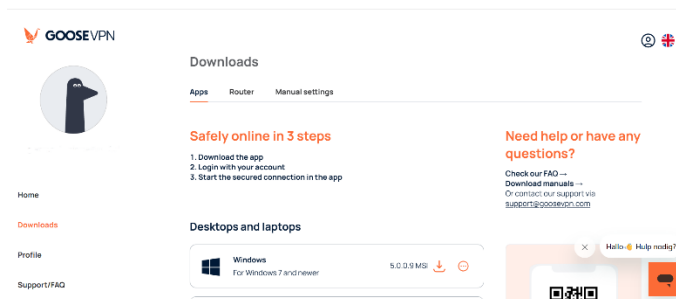 GOOSEVPN
Downloads
Apps Router Manual settings
Safely online in 3 steps
1. Download the app
2. Login with your account
3. Start the secured connection in the app
Need help or have any
questions?
Check our FAQ →
Download manuals →
Or contact our support via
support@goosevpn.com
Home
Downloads
Profile
Support/FAQ
Desktops and laptops
Windows
For Windows 7 and newer
5.0.0.9 MSI
Hallo👋 Hulp nodig?